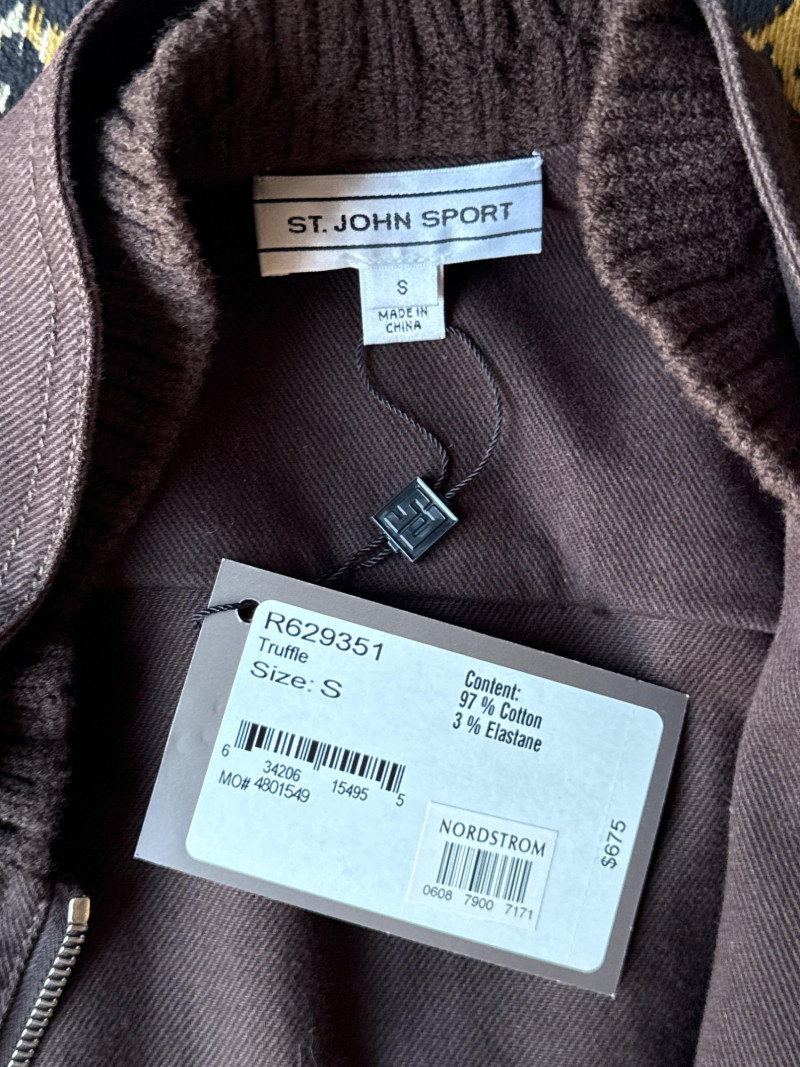 ST. JOHN SPORT
S
MADE IN
CHINA
R629351
Truffle
Size: S
Content:
97 % Cotton
3 % Elastane
6 34206 15495 5
MO# 4801549
NORDSTROM
0608 7900 7171
$675